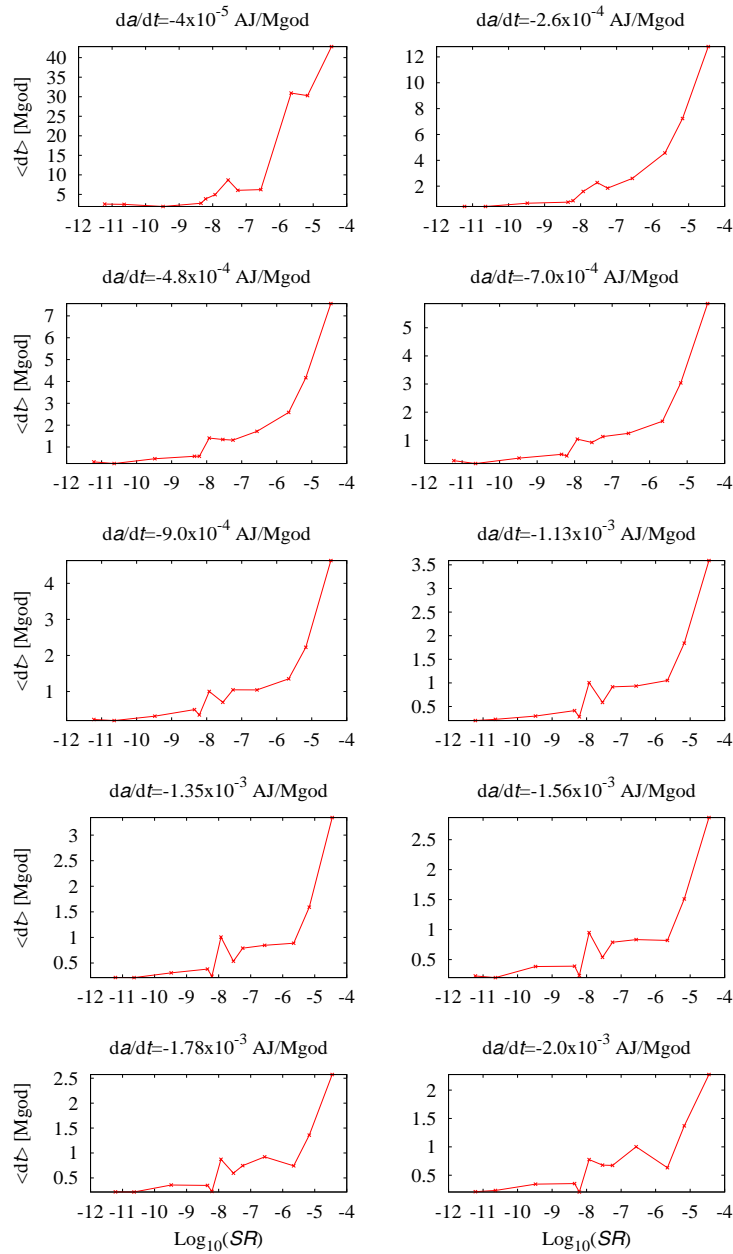 da/dt=-4x10^-5 AJ/Mgod
da/dt=-2.6x10^-4 AJ/Mgod
<dt> [Mgod]
40
35
30
25
20
15
10
5
-12 -11 -10 -9 -8 -7 -6 -5 -4
12
10
8
6
4
2
-12 -11 -10 -9 -8 -7 -6 -5 -4
da/dt=-4.8x10^-4 AJ/Mgod
da/dt=-7.0x10^-4 AJ/Mgod
<dt> [Mgod]
7
6
5
4
3
2
1
-12 -11 -10 -9 -8 -7 -6 -5 -4
5
4
3
2
1
-12 -11 -10 -9 -8 -7 -6 -5 -4
da/dt=-9.0x10^-4 AJ/Mgod
da/dt=-1.13x10^-3 AJ/Mgod
<dt> [Mgod]
4
3
2
1
-12 -11 -10 -9 -8 -7 -6 -5 -4
3.5
3
2.5
2
1.5
1
0.5
-12 -11 -10 -9 -8 -7 -6 -5 -4
da/dt=-1.35x10^-3 AJ/Mgod
da/dt=-1.56x10^-3 AJ/Mgod
<dt> [Mgod]
3
2.5
2
1.5
1
0.5
-12 -11 -10 -9 -8 -7 -6 -5 -4
2.5
2
1.5
1
0.5
-12 -11 -10 -9 -8 -7 -6 -5 -4
da/dt=-1.78x10^-3 AJ/Mgod
da/dt=-2.0x10^-3 AJ/Mgod
<dt> [Mgod]
2.5
2
1.5
1
0.5
-12 -11 -10 -9 -8 -7 -6 -5 -4
Log10(SR)
2
1.5
1
0.5
-12 -11 -10 -9 -8 -7 -6 -5 -4
Log10(SR)